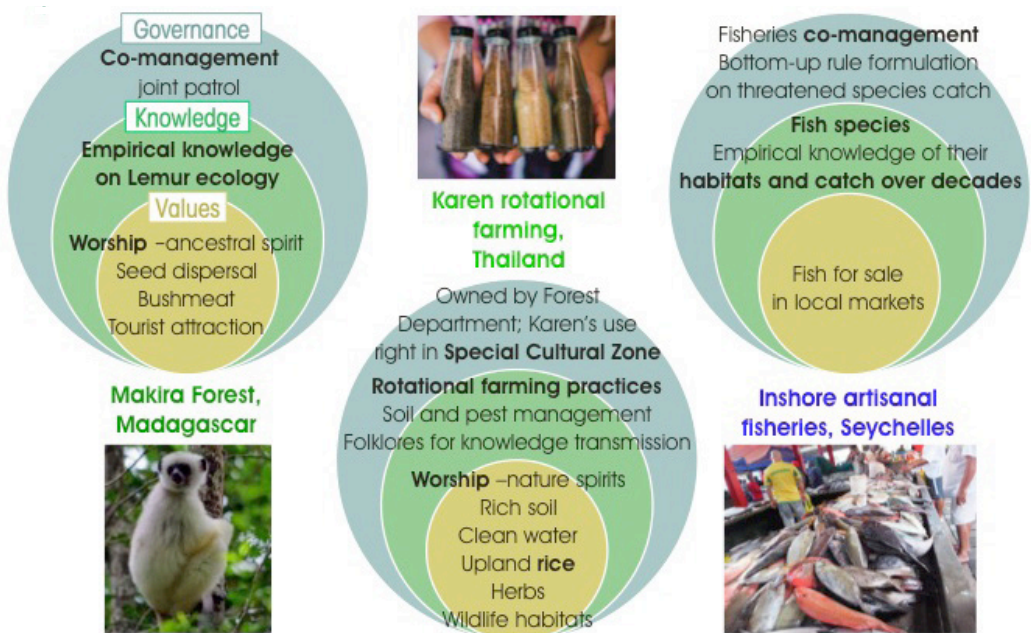 Governance
Co-management
joint patrol
Knowledge
Empirical knowledge
on Lemur ecology
Values
Worship –ancestral spirit
Seed dispersal
Bushmeat
Tourist attraction
Makira Forest,
Madagascar
Karen rotational
farming,
Thailand
Owned by Forest
Department; Karen's use
right in Special Cultural Zone
Rotational farming practices
Soil and pest management
Folklores for knowledge transmission
Worship –nature spirits
Rich soil
Clean water
Upland rice
Herbs
Wildlife habitats
Fisheries co-management
Bottom-up rule formulation
on threatened species catch
Fish species
Empirical knowledge of their
habitats and catch over decades
Fish for sale
in local markets
Inshore artisanal
fisheries, Seychelles